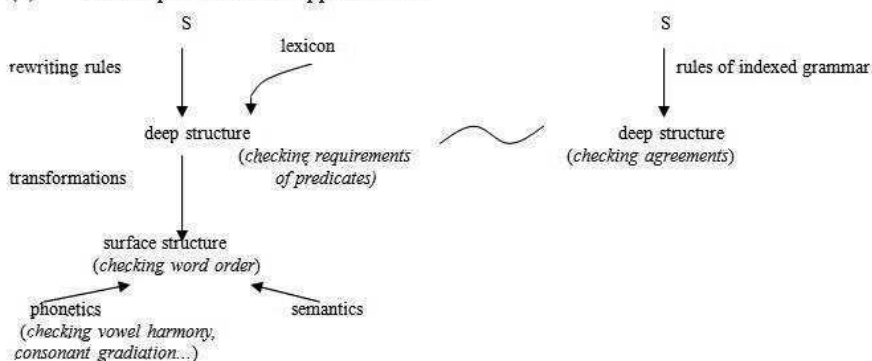 S
S
lexicon
rewriting rules
rules of indexed grammar
deep structure
deep structure
(checking requirements
of predicates)
(checking agreements)
transformations
surface structure
(checking word order)
phonetics
semantics
(checking vowel harmony,
consonant gradiation...)